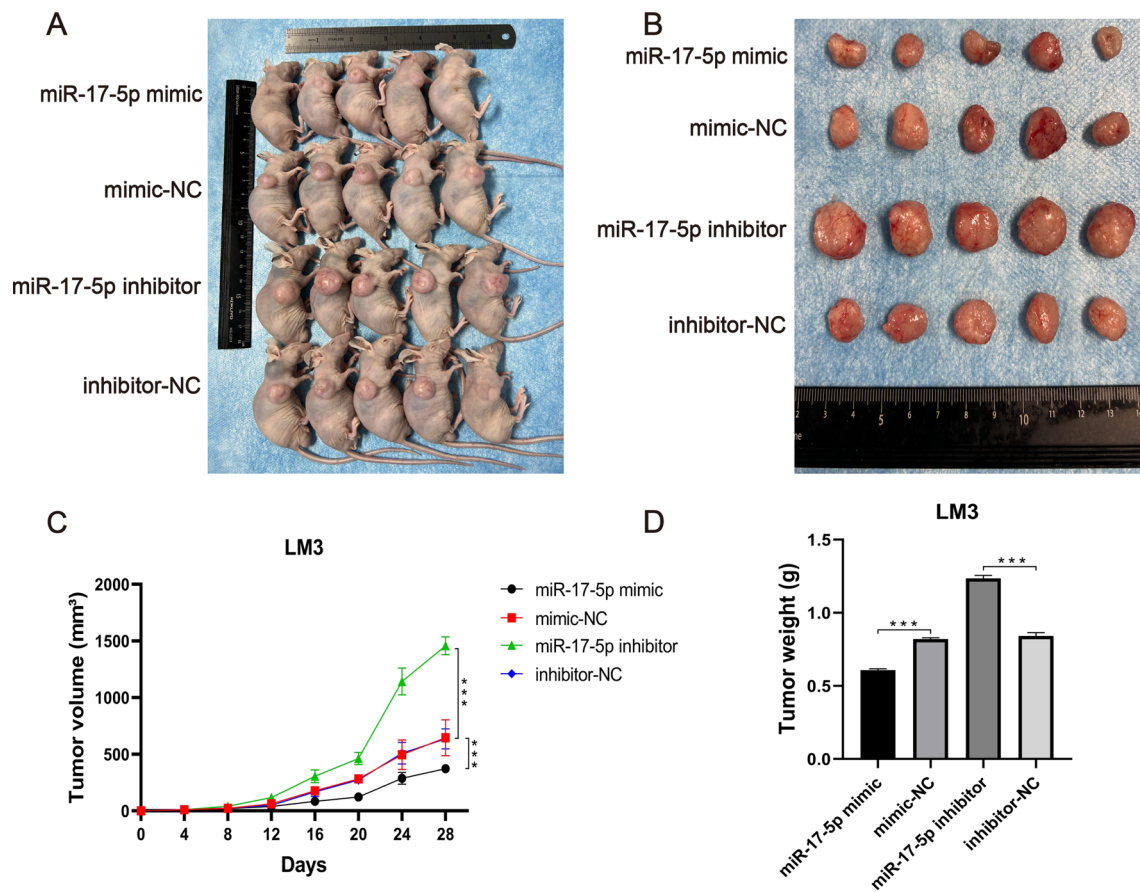 A
miR-17-5p mimic
mimic-NC
miR-17-5p inhibitor
inhibitor-NC
B
miR-17-5p mimic
mimic-NC
miR-17-5p inhibitor
inhibitor-NC
5
10
C
LM3
Tumor volume (mm³)
2000
1500
1000
500
0
0 4 8 12 16 20 24 28
Days
miR-17-5p mimic
mimic-NC
miR-17-5p inhibitor
inhibitor-NC
***
***
D
LM3
Tumor weight (g)
1.5
1.0
0.5
0.0
***
***
miR-17-5p mimic
mimic-NC
miR-17-5p inhibitor
inhibitor-NC